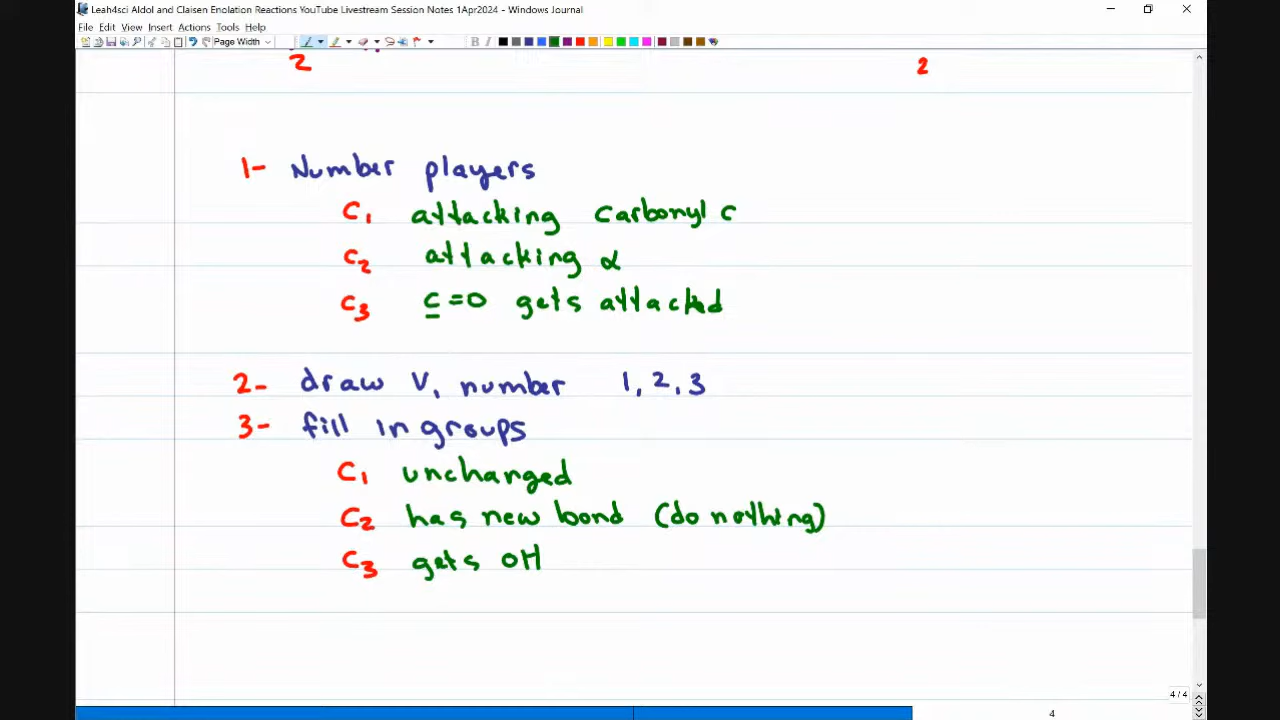 Leah4sci Aldol and Claisen Enolation Reactions YouTube Livestream Session Notes 1Apr2024 - Windows Journal
File Edit View Insert Actions Tools Help
Page Width
B I
2 2
1- Number players
C1 attacking carbonyl c
C2 attacking α
C3 c=O gets attacked
2- draw V, number 1, 2, 3
3- fill in groups
C1 unchanged
C2 has new bond (do nothing)
C3 gets OH
4/4
4